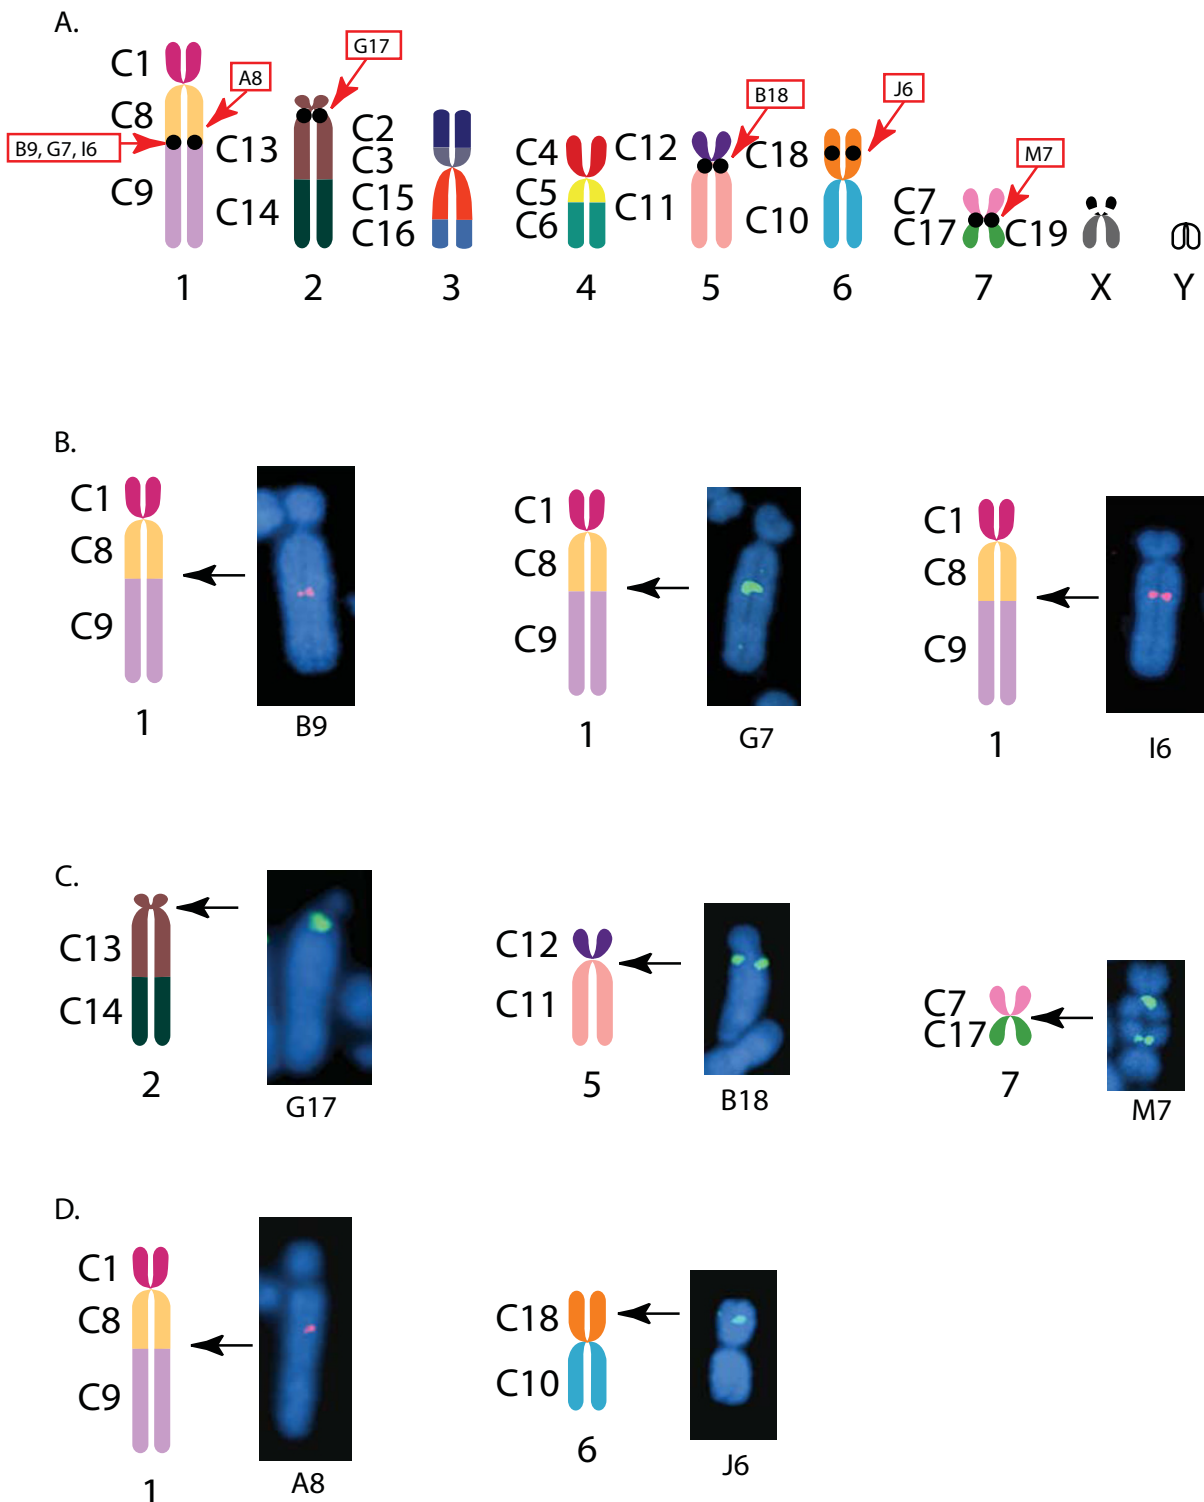 A.
C1
C8
C9
A8
B9, G7, I6
1
G17
C13
C14
2
C2
C3
C15
C16
3
C4
C5
C6
4
B18
C12
C11
5
J6
C18
C10
6
M7
C7
C17
7
C19
X
Y
B.
C1
C8
C9
1
B9
C1
C8
C9
1
G7
C1
C8
C9
1
I6
C.
C13
C14
2
G17
C12
C11
5
B18
C7
C17
7
M7
D.
C1
C8
C9
1
A8
C18
C10
6
J6